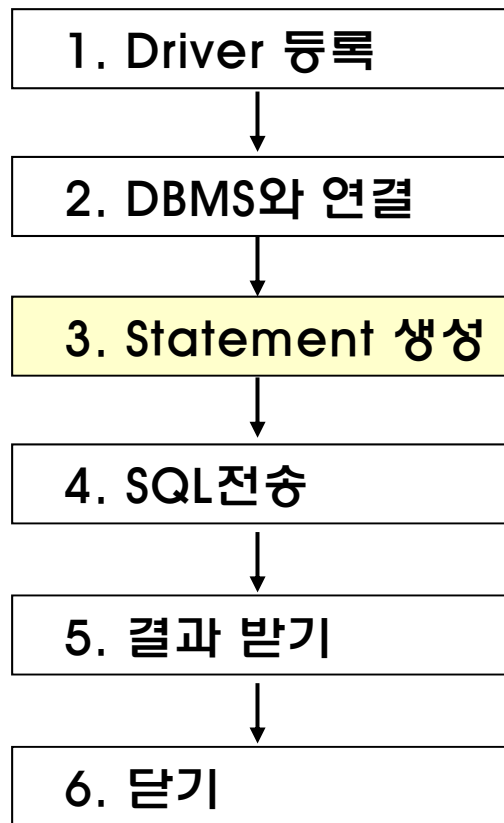 1. Driver 등록
2. DBMS와 연결
3. Statement 생성
4. SQL전송
5. 결과 받기
6. 닫기